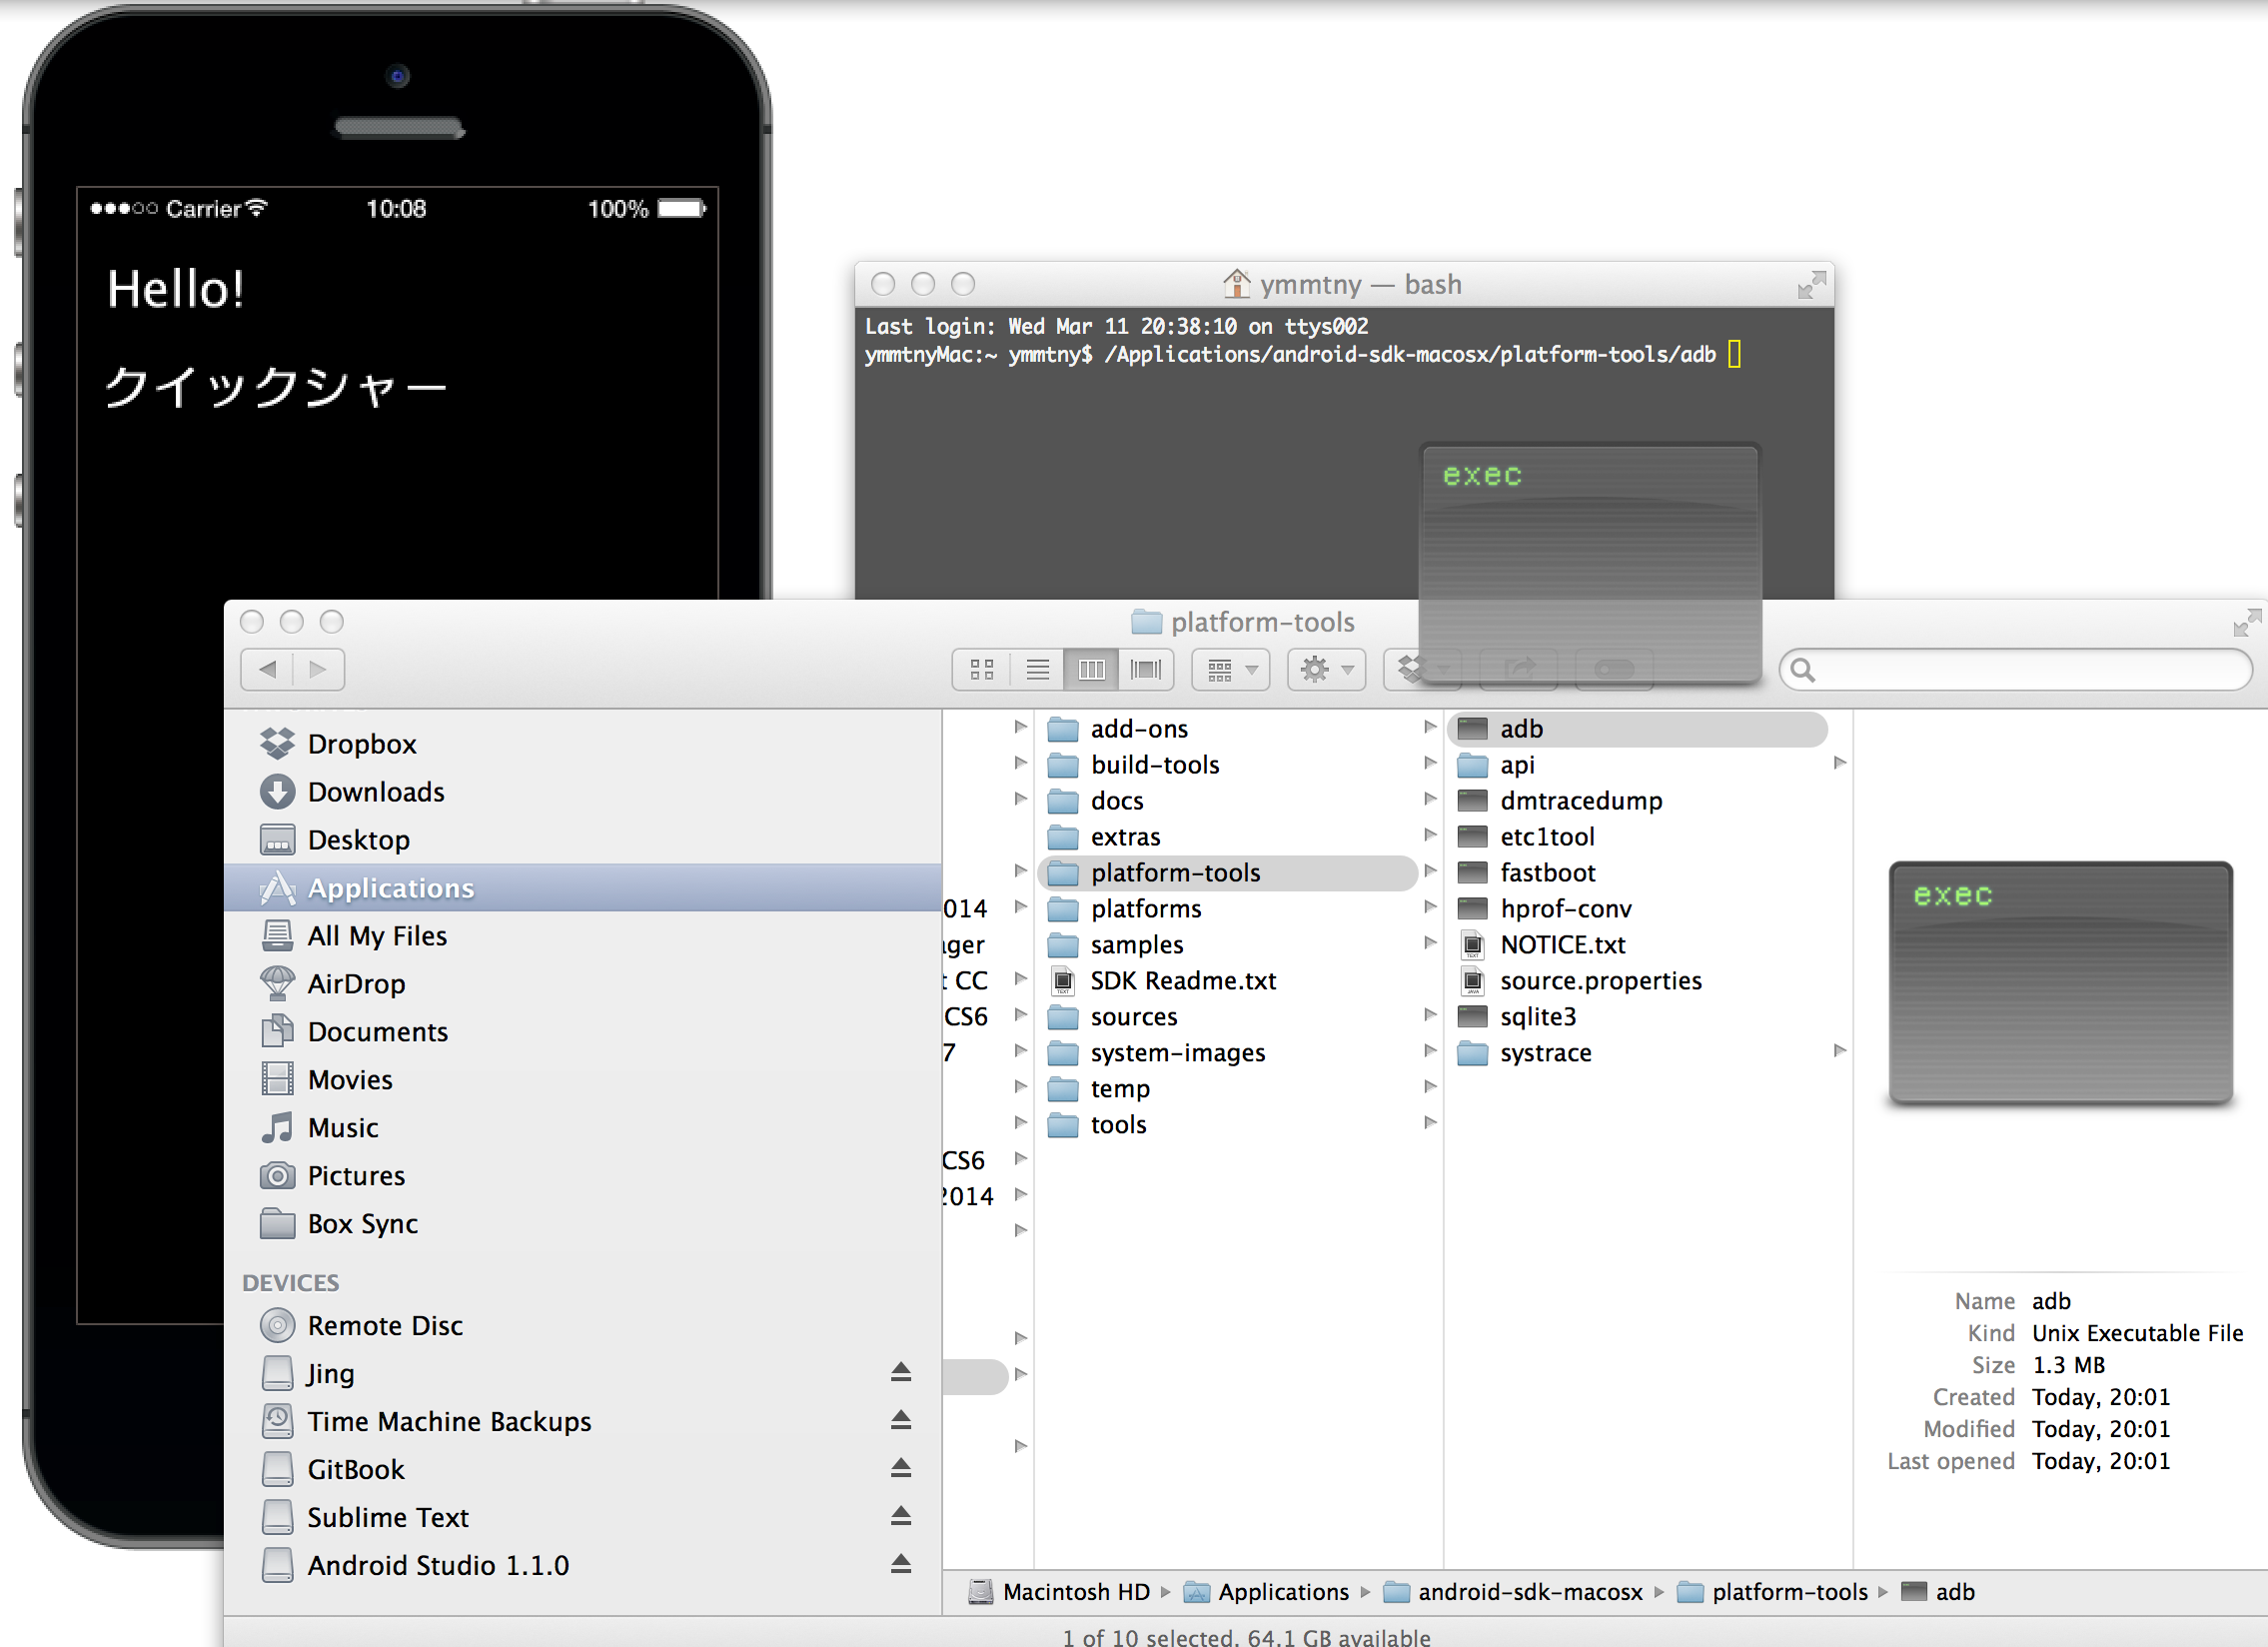 Carrier 10:08 100%
Hello!
クイックシャー
ymmtny — bash
Last login: Wed Mar 11 20:38:10 on ttys002
ymmtnyMac:~ ymmtny$ /Applications/android-sdk-macosx/platform-tools/adb
exec
platform-tools
Dropbox
Downloads
Desktop
Applications
All My Files
AirDrop
Documents
Movies
Music
Pictures
Box Sync
DEVICES
Remote Disc
Jing
Time Machine Backups
GitBook
Sublime Text
Android Studio 1.1.0
014
ger
t CC
CS6
7
CS6
2014
add-ons
build-tools
docs
extras
platform-tools
platforms
samples
SDK Readme.txt
sources
system-images
temp
tools
adb
api
dmtracedump
etc1tool
fastboot
hprof-conv
NOTICE.txt
source.properties
sqlite3
systrace
exec
Name adb
Kind Unix Executable File
Size 1.3 MB
Created Today, 20:01
Modified Today, 20:01
Last opened Today, 20:01
Macintosh HD ▸ Applications ▸ android-sdk-macosx ▸ platform-tools ▸ adb
1 of 10 selected, 64.1 GB available